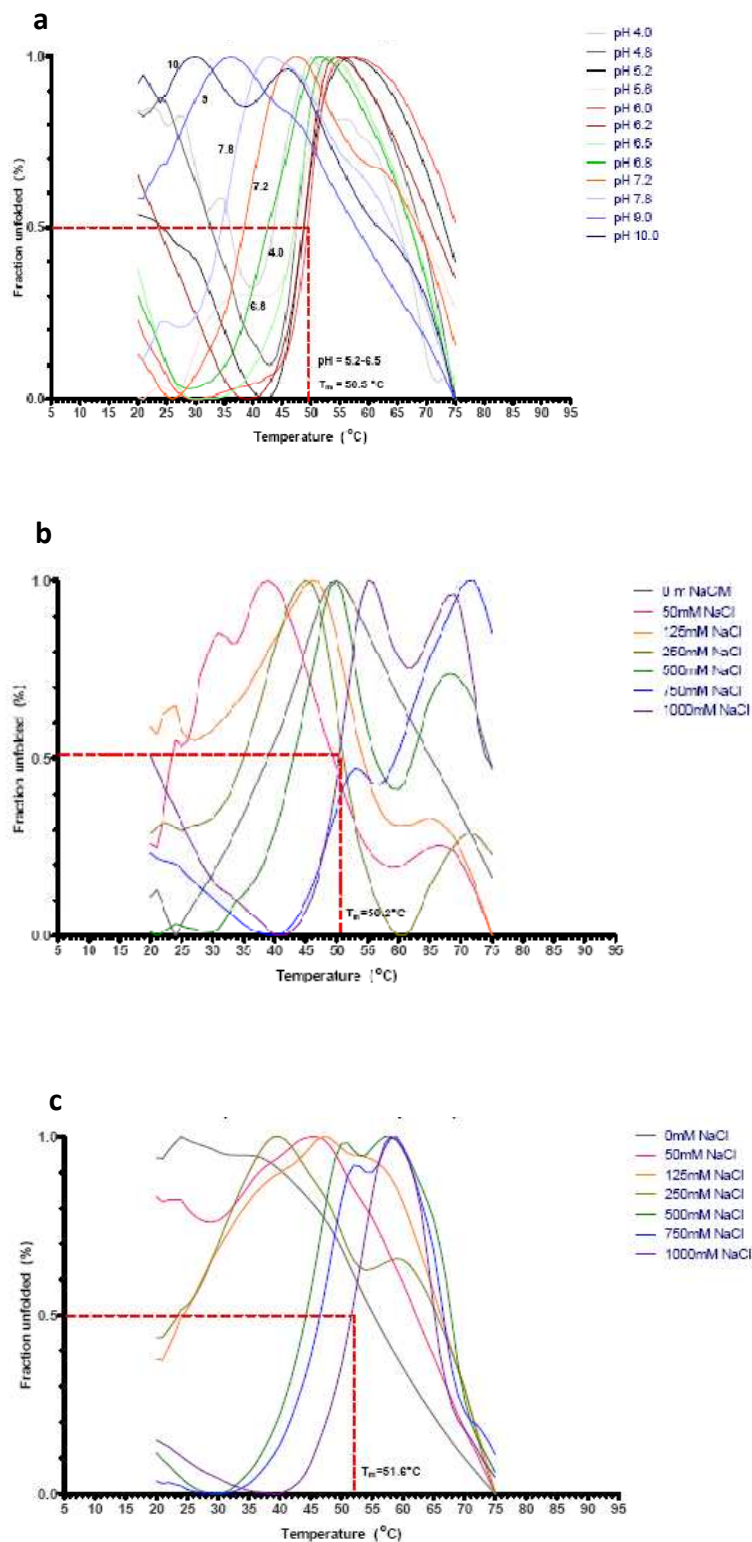 a
pH 4.0
pH 4.8
pH 5.2
pH 5.6
pH 6.0
pH 6.2
pH 6.5
pH 6.8
pH 7.2
pH 7.8
pH 9.0
pH 10.0
Fraction unfolded (%)
1.0
0.5
0.0
10
9
7.8
7.2
4.0
6.8
pH = 5.2-6.5
Tm = 50.5 °C
5 10 15 20 25 30 35 40 45 50 55 60 65 70 75 80 85 90 95
Temperature (°C)
b
0 m NaClM
50mM NaCl
125mM NaCl
250mM NaCl
500mM NaCl
750mM NaCl
1000mM NaCl
Fraction unfolded (%)
1.0
0.5
0.0
Tm=50.2°C
5 10 15 20 25 30 35 40 45 50 55 60 65 70 75 80 85 90 95
Temperature (°C)
c
0mM NaCl
50mM NaCl
125mM NaCl
250mM NaCl
500mM NaCl
750mM NaCl
1000mM NaCl
Fraction unfolded (%)
1.0
0.5
0.0
Tm=51.6°C
5 10 15 20 25 30 35 40 45 50 55 60 65 70 75 80 85 90 95
Temperature (°C)